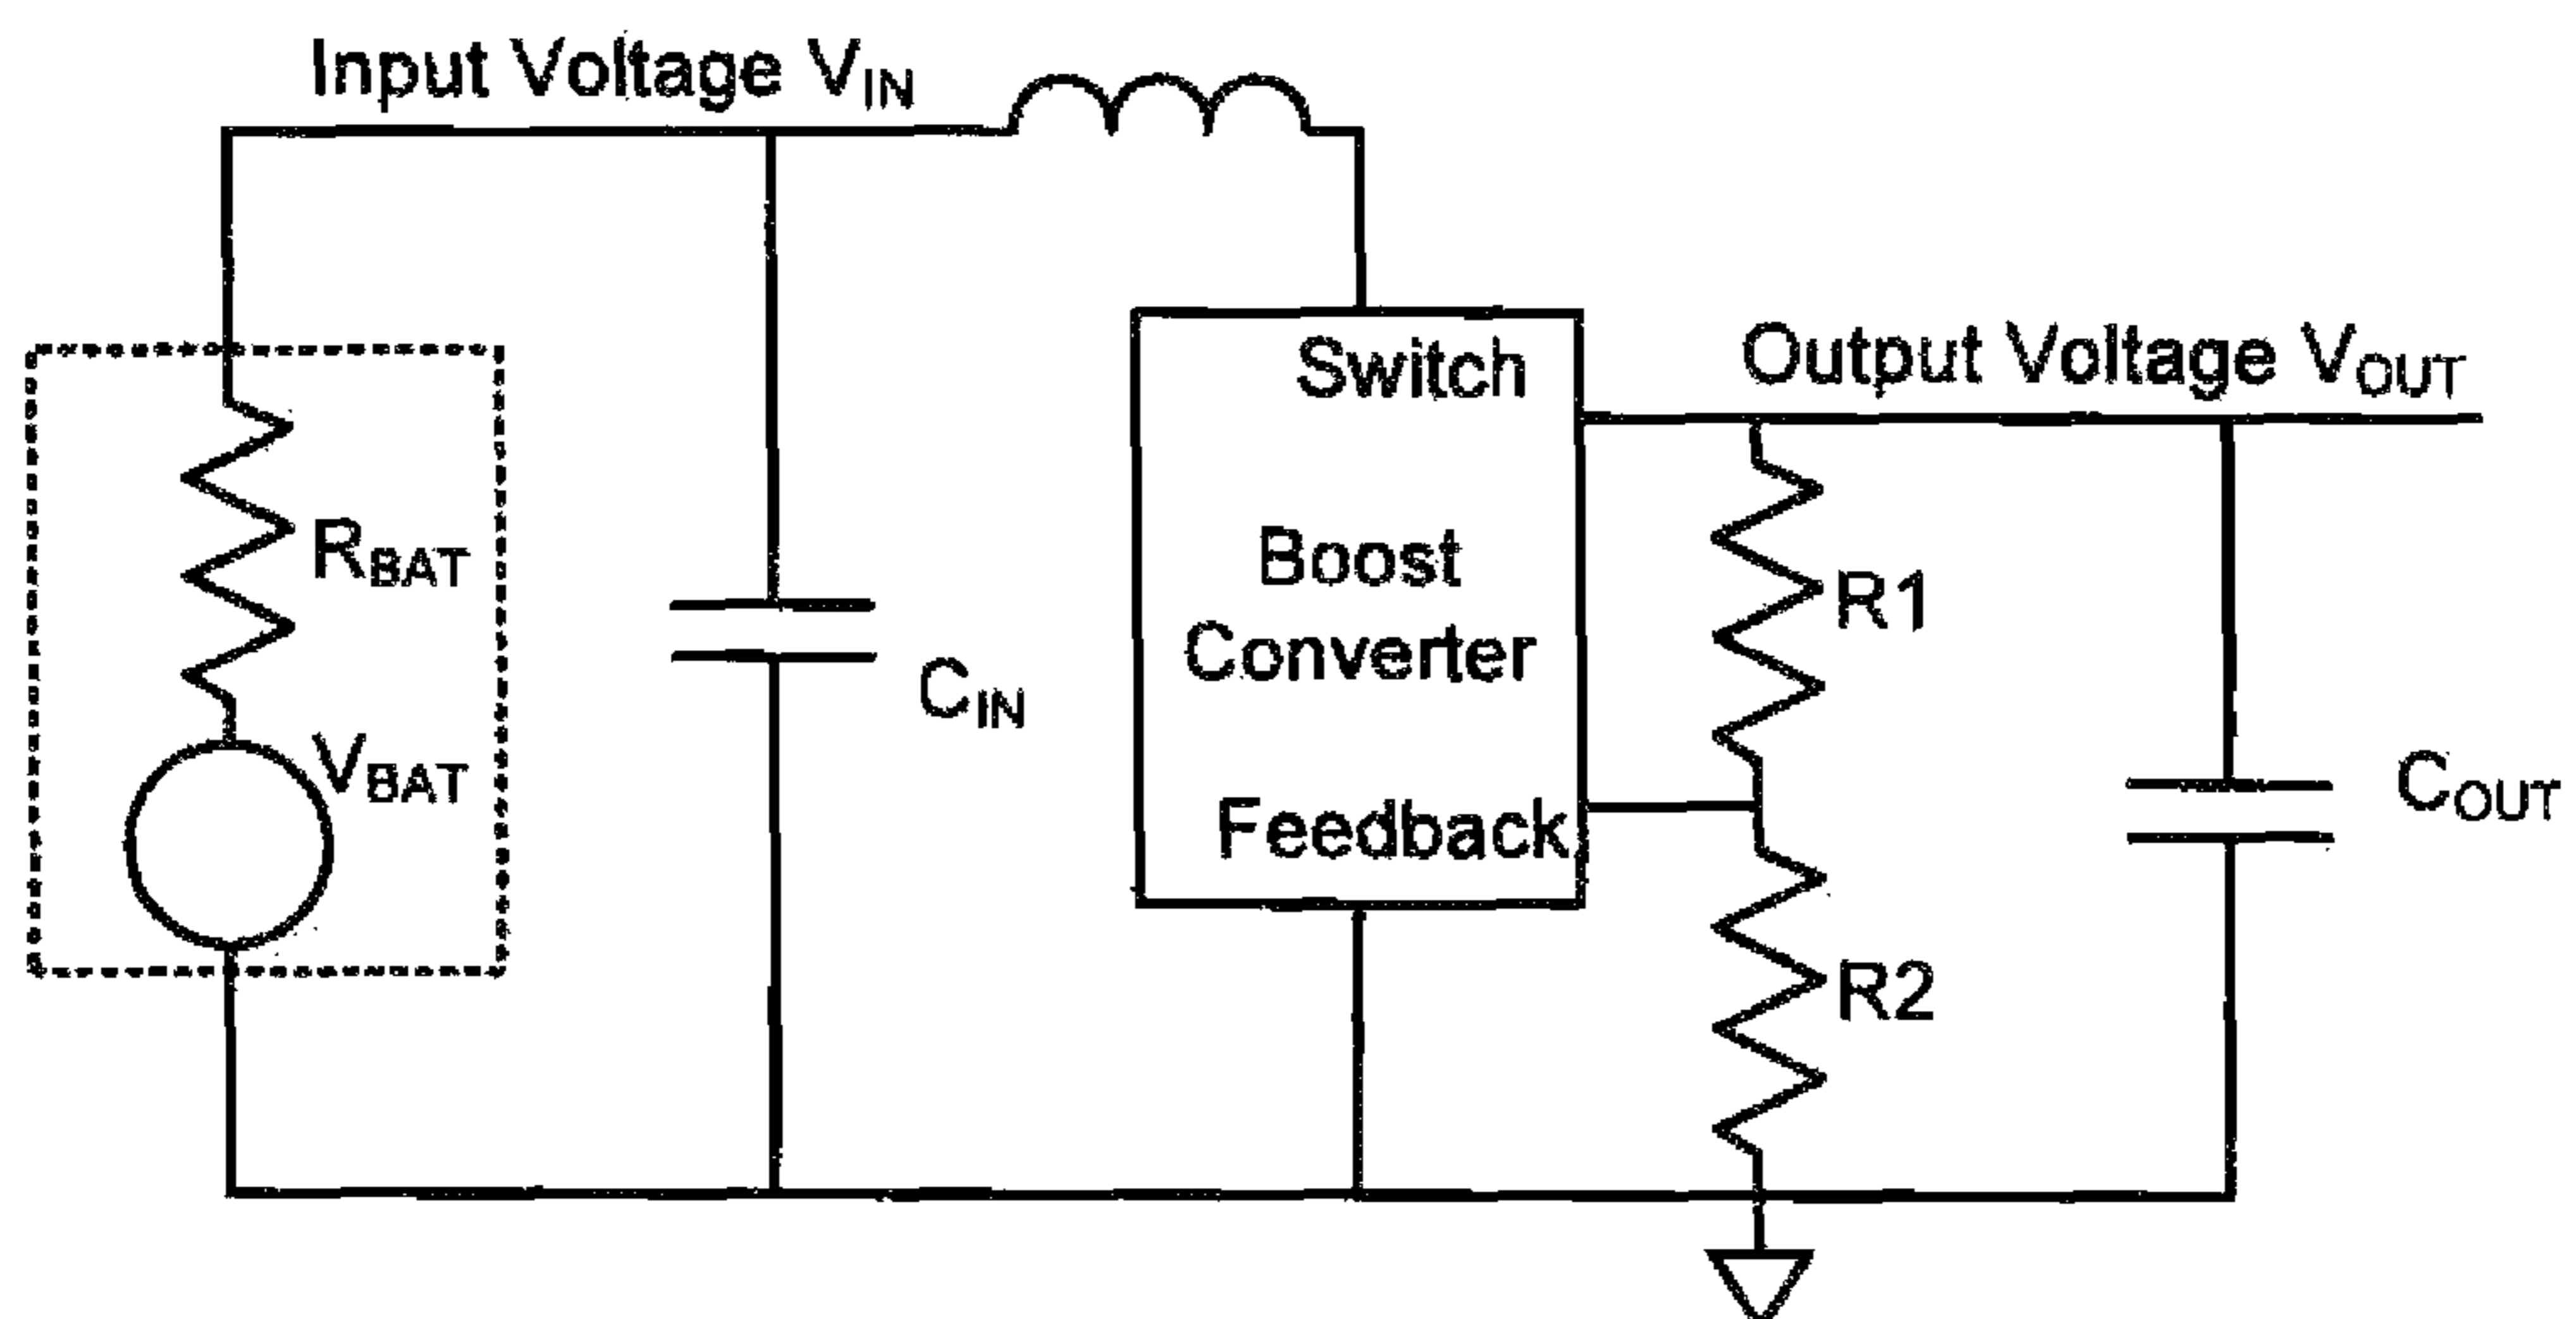 Input Voltage VIN
Switch
Output Voltage VOUT
RBAT
Boost
Converter
R1
CIN
VBAT
Feedback
COUT
R2